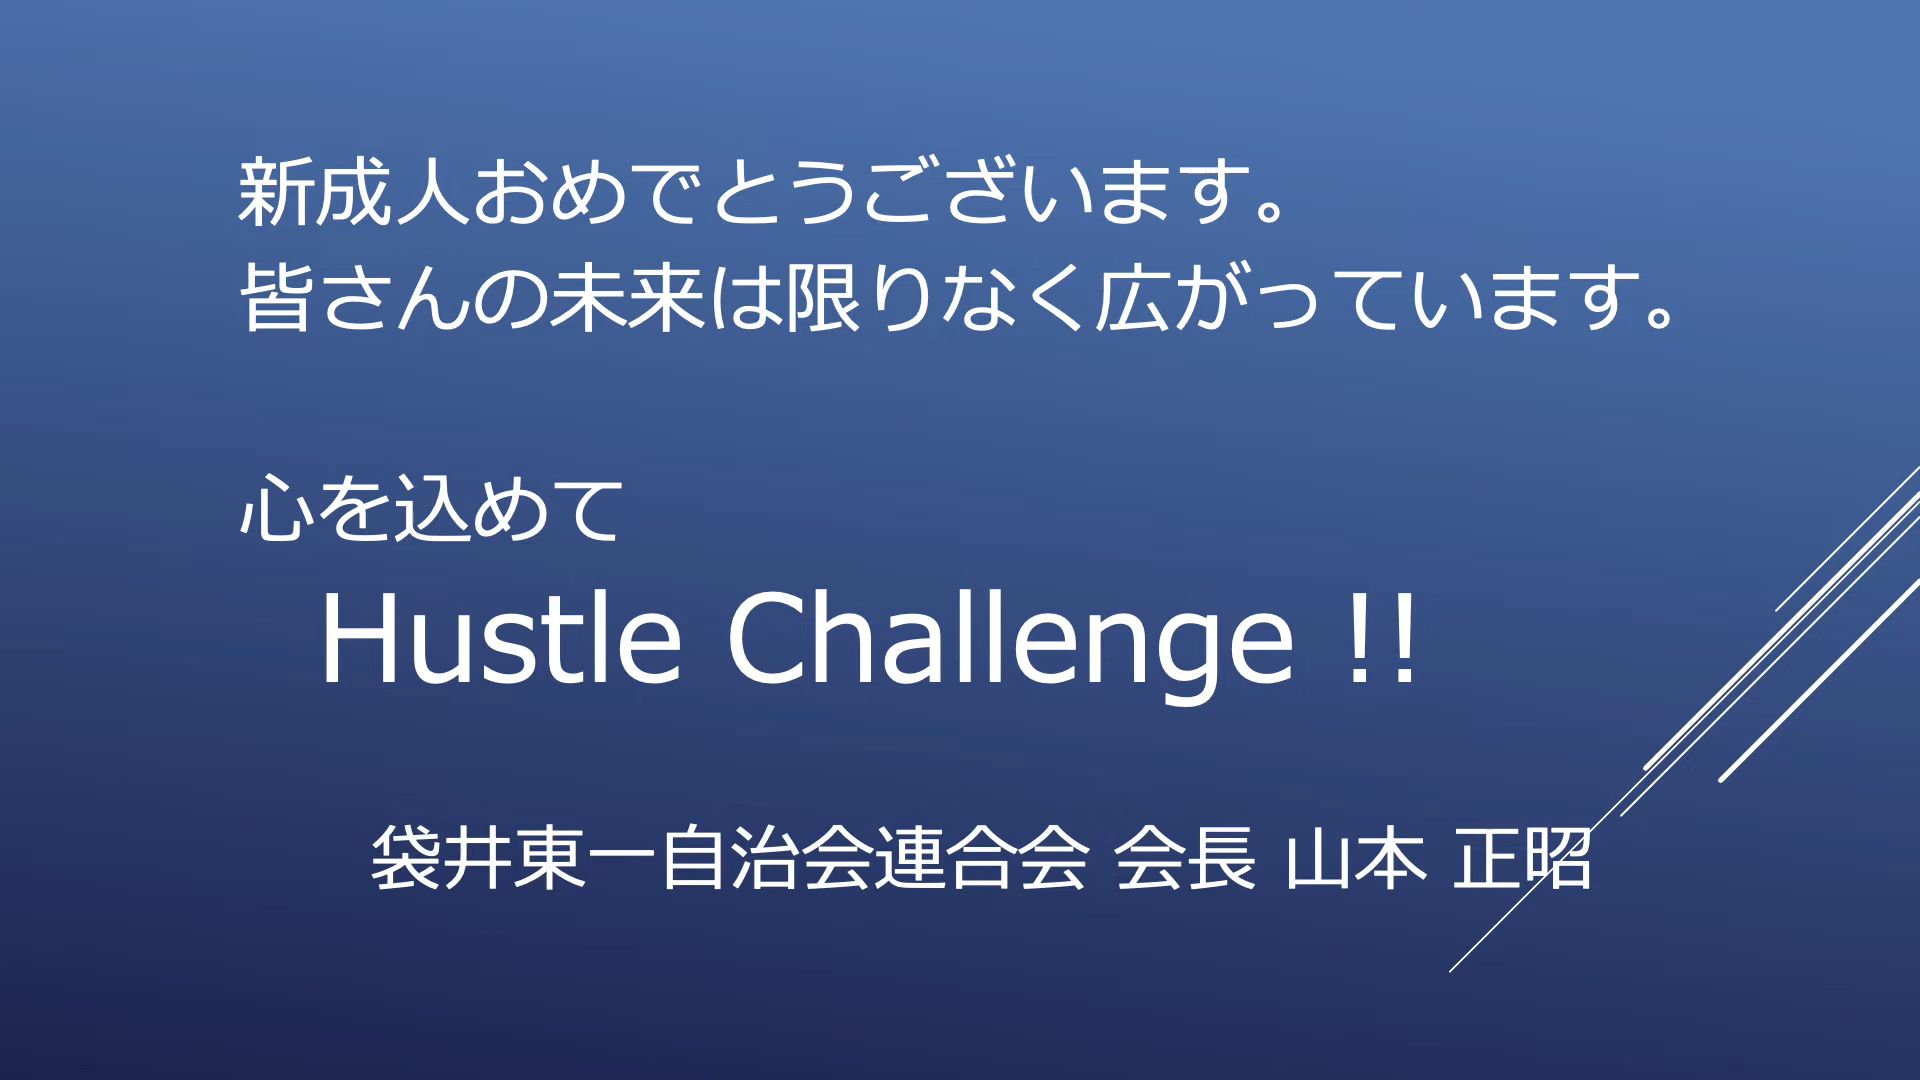 新成人おめでとうございます。
皆さんの未来は限りなく広がっています。
心を込めて
Hustle Challenge !!
袋井東一自治会連合会 会長 山本 正昭